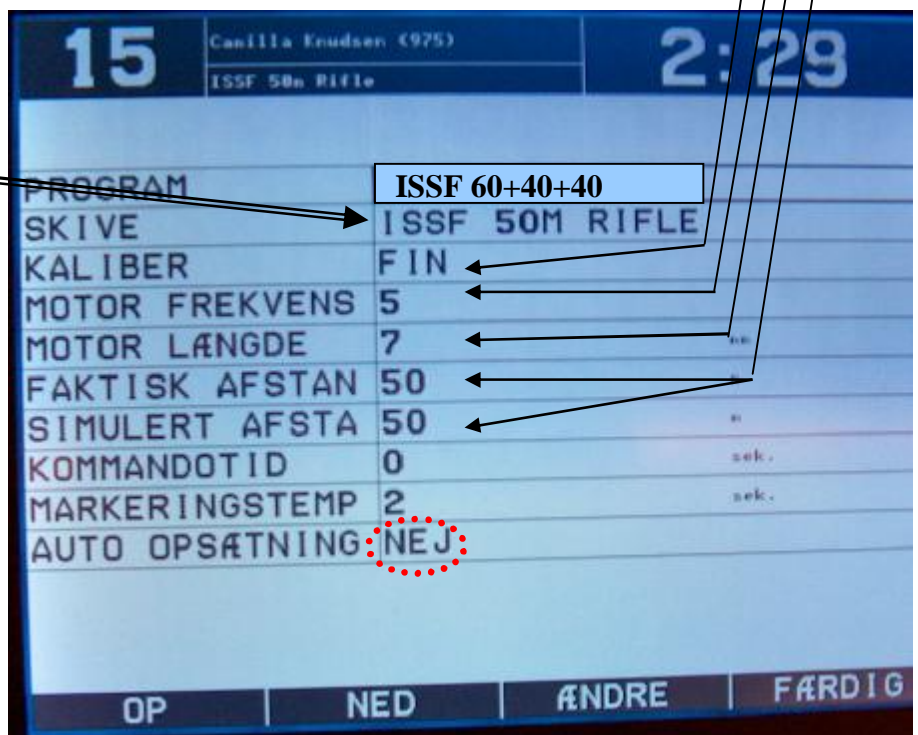 15
Camilla Knudsen (975)
2:29
ISSF 50m Rifle
PROGRAM ISSF 60+40+40
SKIVE ISSF 50M RIFLE
KALIBER FIN
MOTOR FREKVENS 5
MOTOR LÆNGDE 7 mm
FAKTISK AFSTAN 50 m
SIMULERT AFSTA 50 m
KOMMANDOTID 0 sek.
MARKERINGSTEMP 2 sek.
AUTO OPSÆTNING NEJ
OP NED ÆNDRE FÆRDIG